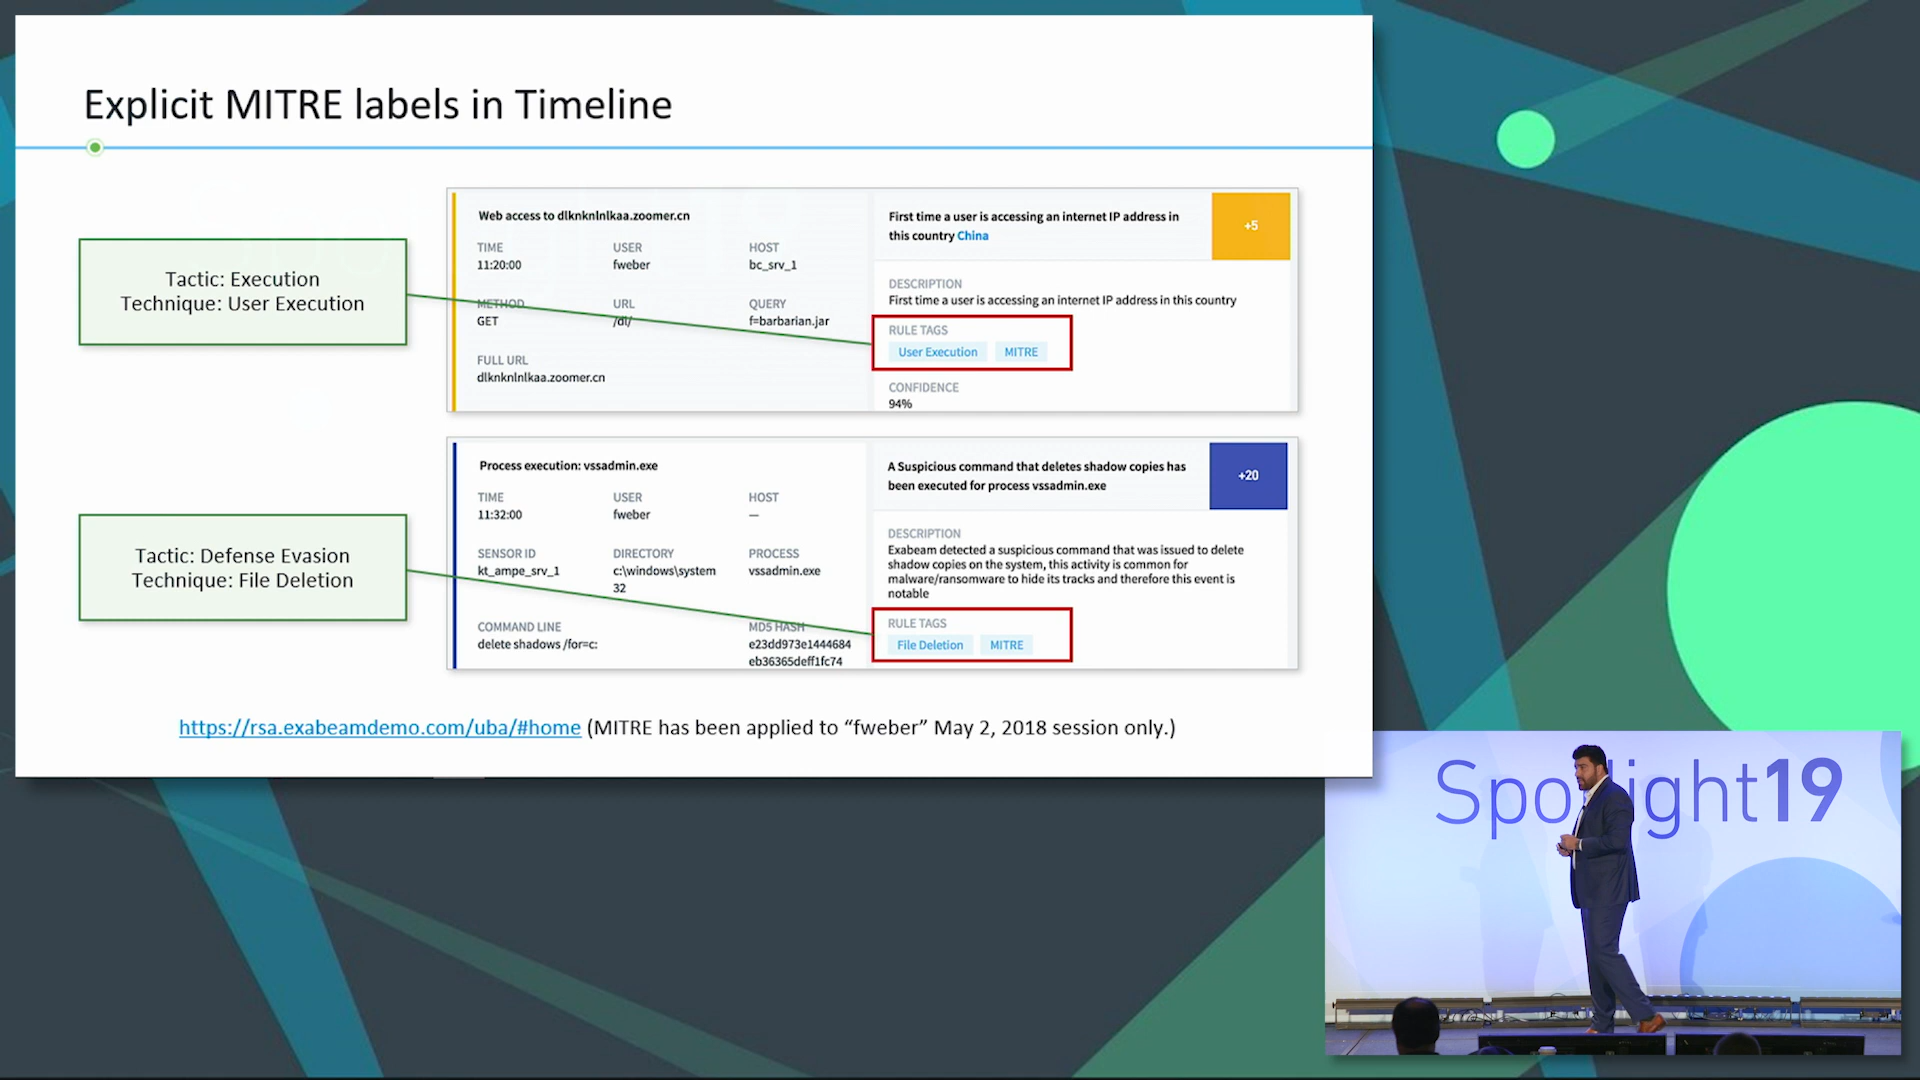 Explicit MITRE labels in Timeline
Tactic: Execution
Technique: User Execution
Web access to dlknknlnlkaa.zoomer.cn
TIME USER HOST
11:20:00 fweber bc_srv_1
METHOD URL QUERY
GET /dl/ f=barbarian.jar
FULL URL
dlknknlnlkaa.zoomer.cn
First time a user is accessing an internet IP address in
this country China
+5
DESCRIPTION
First time a user is accessing an internet IP address in this country
RULE TAGS
User Execution MITRE
CONFIDENCE
94%
Tactic: Defense Evasion
Technique: File Deletion
Process execution: vssadmin.exe
TIME USER HOST
11:32:00 fweber —
SENSOR ID DIRECTORY PROCESS
kt_ampe_srv_1 c:\windows\system vssadmin.exe
32
COMMAND LINE MD5 HASH
delete shadows /for=c: e23dd973e1444684
eb36365deff1fc74
A Suspicious command that deletes shadow copies has
been executed for process vssadmin.exe
+20
DESCRIPTION
Exabeam detected a suspicious command that was issued to delete
shadow copies on the system, this activity is common for
malware/ransomware to hide its tracks and therefore this event is
notable
RULE TAGS
File Deletion MITRE
https://rsa.exabeamdemo.com/uba/#home (MITRE has been applied to “fweber” May 2, 2018 session only.)
Spotlight19